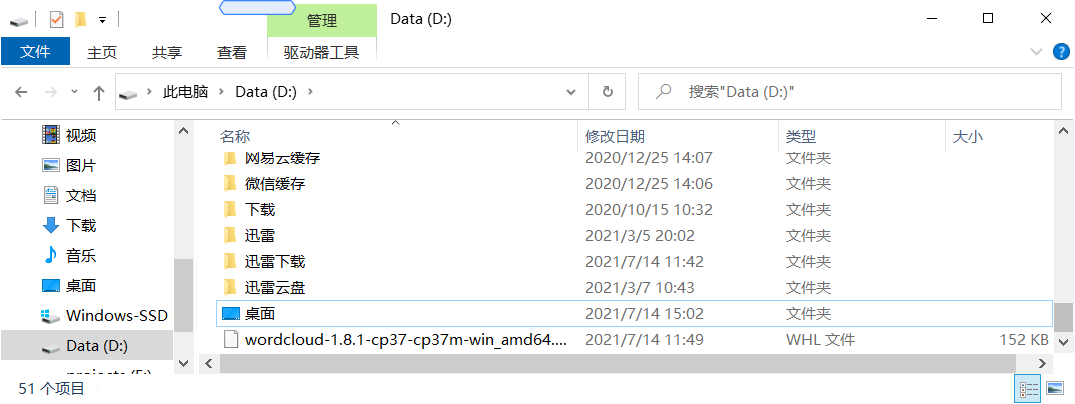 管理
Data (D:)
文件
主页
共享
查看
驱动器工具
此电脑
Data (D:)
搜索"Data (D:)"
视频
图片
文档
下载
音乐
桌面
Windows-SSD
Data (D:)
名称 修改日期 类型 大小
网易云缓存 2020/12/25 14:07 文件夹
微信缓存 2020/12/25 14:06 文件夹
下载 2020/10/15 10:32 文件夹
迅雷 2021/3/5 20:02 文件夹
迅雷下载 2021/7/14 11:42 文件夹
迅雷云盘 2021/3/7 10:43 文件夹
桌面 2021/7/14 15:02 文件夹
wordcloud-1.8.1-cp37-cp37m-win_amd64.... 2021/7/14 11:49 WHL 文件 152 KB
51 个项目